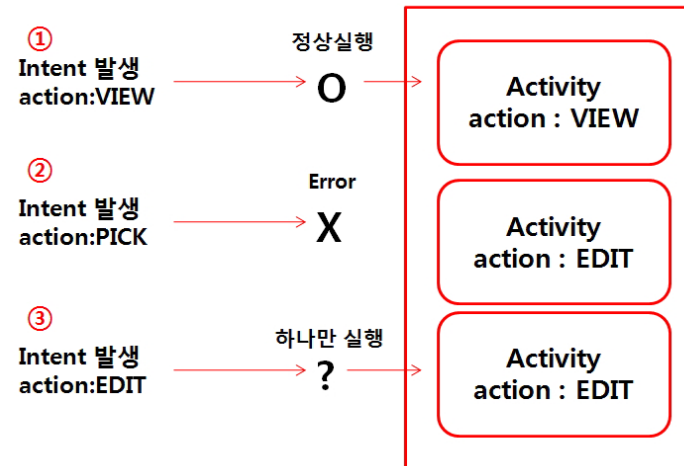 ①
Intent 발생
action:VIEW
정상실행
O
Activity
action : VIEW
②
Intent 발생
action:PICK
Error
X
Activity
action : EDIT
③
Intent 발생
action:EDIT
하나만 실행
?
Activity
action : EDIT